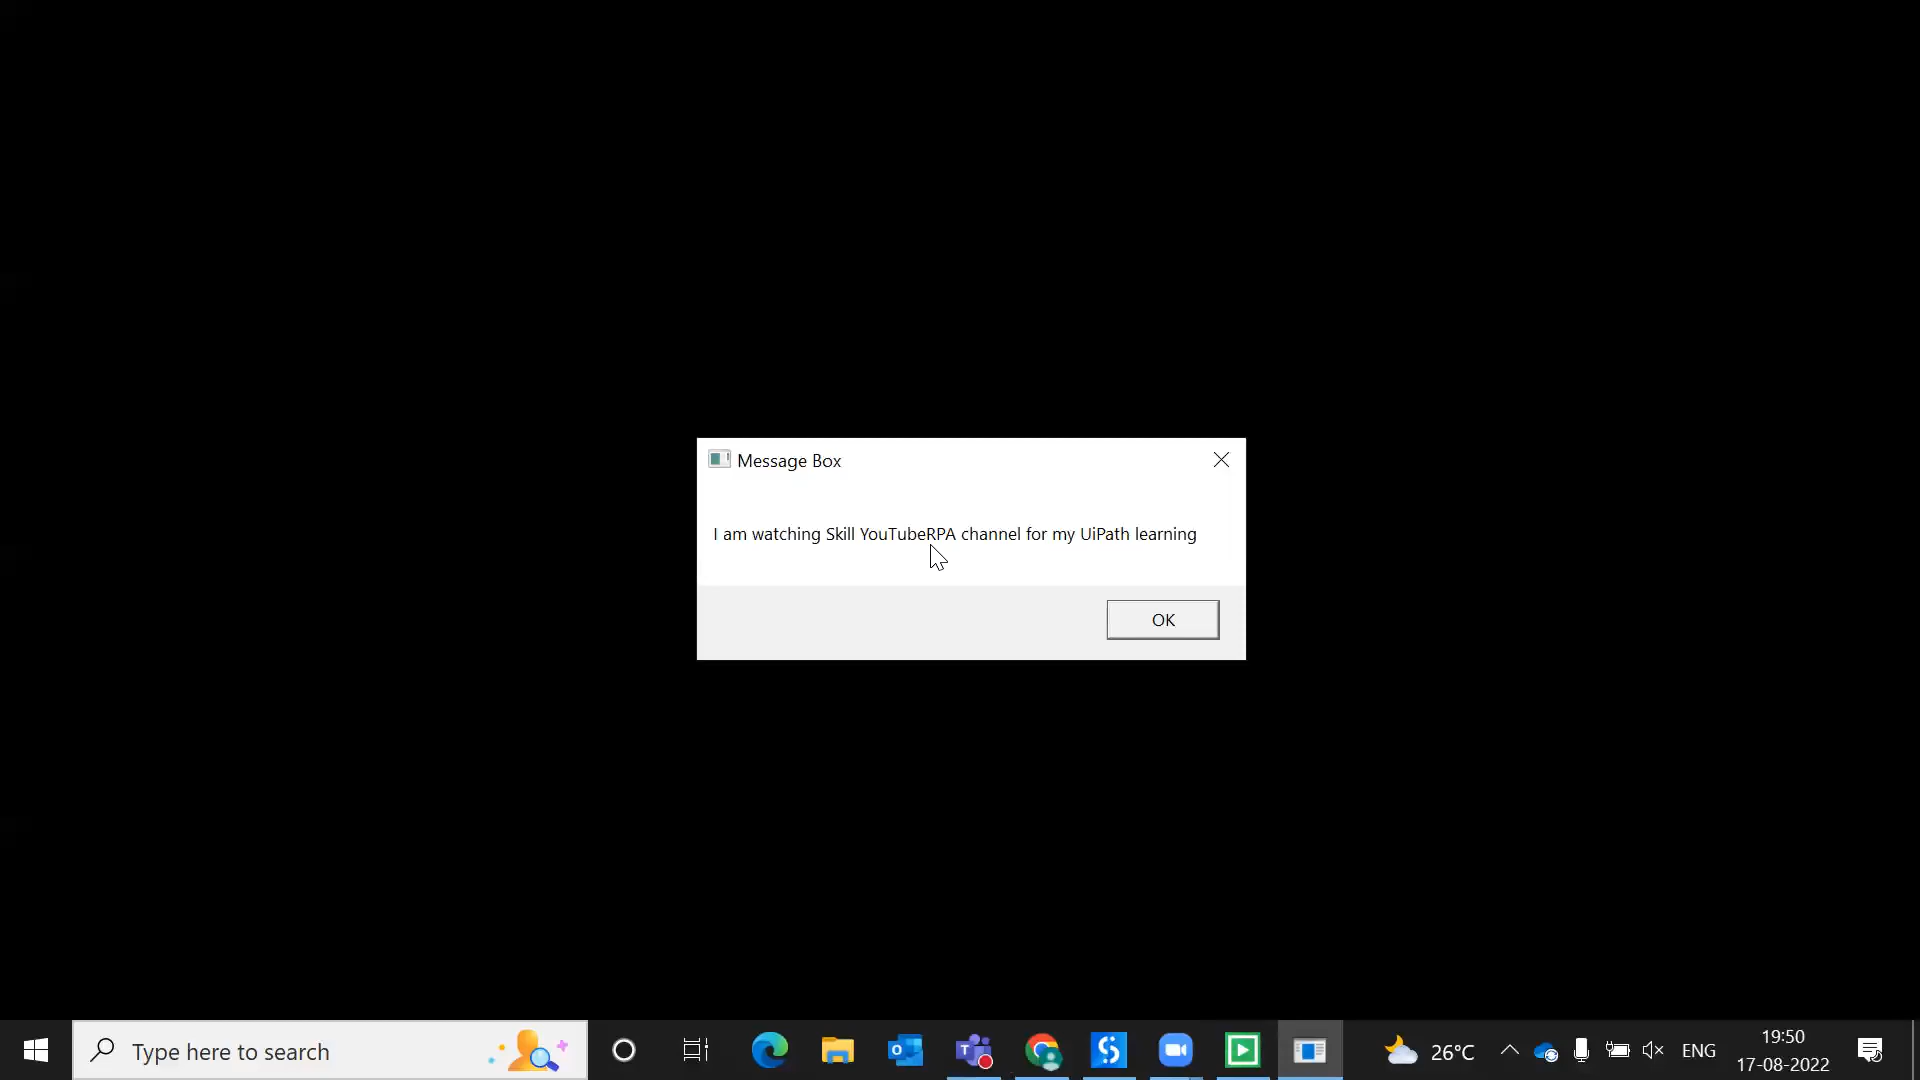 Message Box
I am watching Skill YouTubeRPA channel for my UiPath learning
OK
Type here to search
26°C
ENG
19:50
17-08-2022